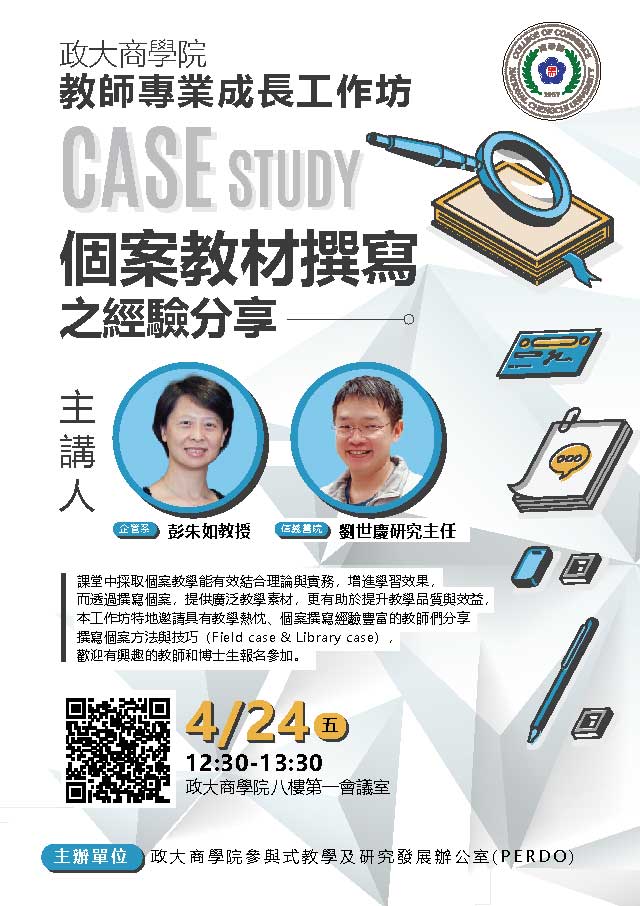 政大商學院
教師專業成長工作坊
COLLEGE OF COMMERCE
NATIONAL CHENGCHI UNIVERSITY
1957
CASE STUDY
個案教材撰寫
之經驗分享
主講人
企管系 彭朱如教授
信義書院 劉世慶研究主任
課堂中採取個案教學能有效結合理論與實務，增進學習效果，
而透過撰寫個案，提供廣泛教學素材，更有助於提升教學品質與效益，
本工作坊特地邀請具有教學熱忱、個案撰寫經驗豐富的教師們分享
撰寫個案方法與技巧（Field case & Library case），
歡迎有興趣的教師和博士生報名參加。
4/24 五
12:30-13:30
政大商學院八樓第一會議室
主辦單位 政大商學院參與式教學及研究發展辦公室(PERDO)